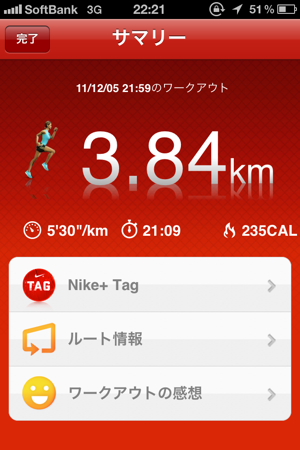 SoftBank 3G 22:21 51%
完了 サマリー
11/12/05 21:59のワークアウト
3.84km
5'30"/km 21:09 235CAL
TAG Nike+ Tag
ルート情報
ワークアウトの感想